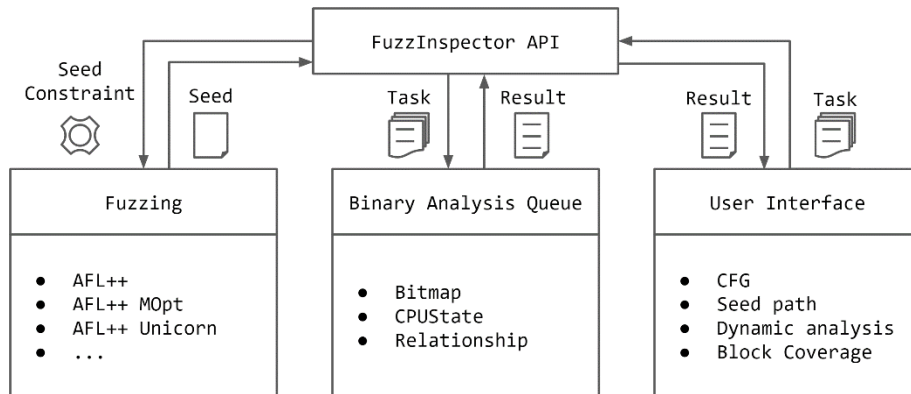 FuzzInspector API
Seed
Constraint
Seed
Task
Result
Result
Task
Fuzzing
Binary Analysis Queue
User Interface
● AFL++
● AFL++ MOpt
● AFL++ Unicorn
● ...
● Bitmap
● CPUState
● Relationship
● CFG
● Seed path
● Dynamic analysis
● Block Coverage